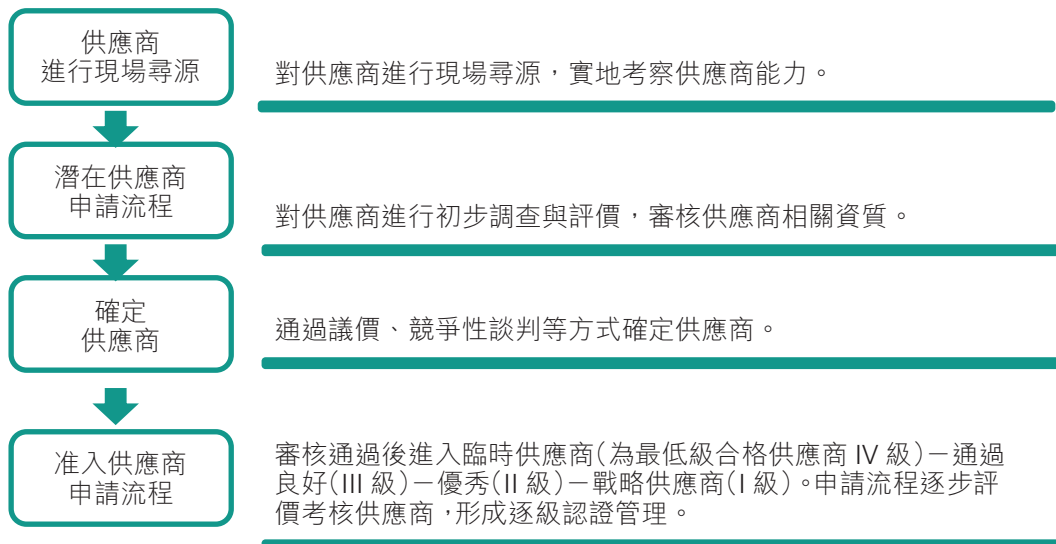 供應商
進行現場尋源
對供應商進行現場尋源，實地考察供應商能力。
潛在供應商
申請流程
對供應商進行初步調查與評價，審核供應商相關資質。
確定
供應商
通過議價、競爭性談判等方式確定供應商。
准入供應商
申請流程
審核通過後進入臨時供應商(為最低級合格供應商 IV 級)－通過
良好(III 級)－優秀(II 級)－戰略供應商(I 級)。申請流程逐步評
價考核供應商，形成逐級認證管理。